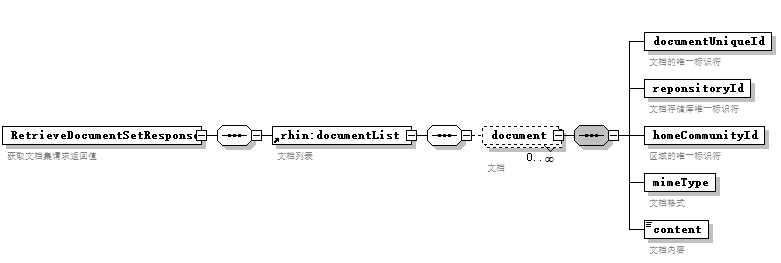 documentUniqueId
文档的唯一标识符
reponsitoryId
文档存储库唯一标识符
RetrieveDocumentSetResponse
获取文档集请求返回值
rhin:documentList
文档列表
document
0..∞
文档
homeCommunityId
区域的唯一标识符
mimeType
文档格式
content
文档内容